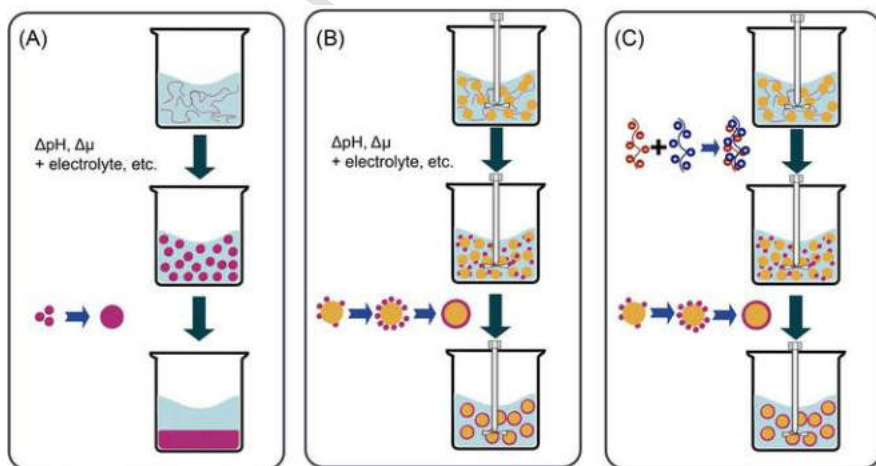 (A)
ΔpH, Δμ
+ electrolyte, etc.
(B)
ΔpH, Δμ
+ electrolyte, etc.
(C)